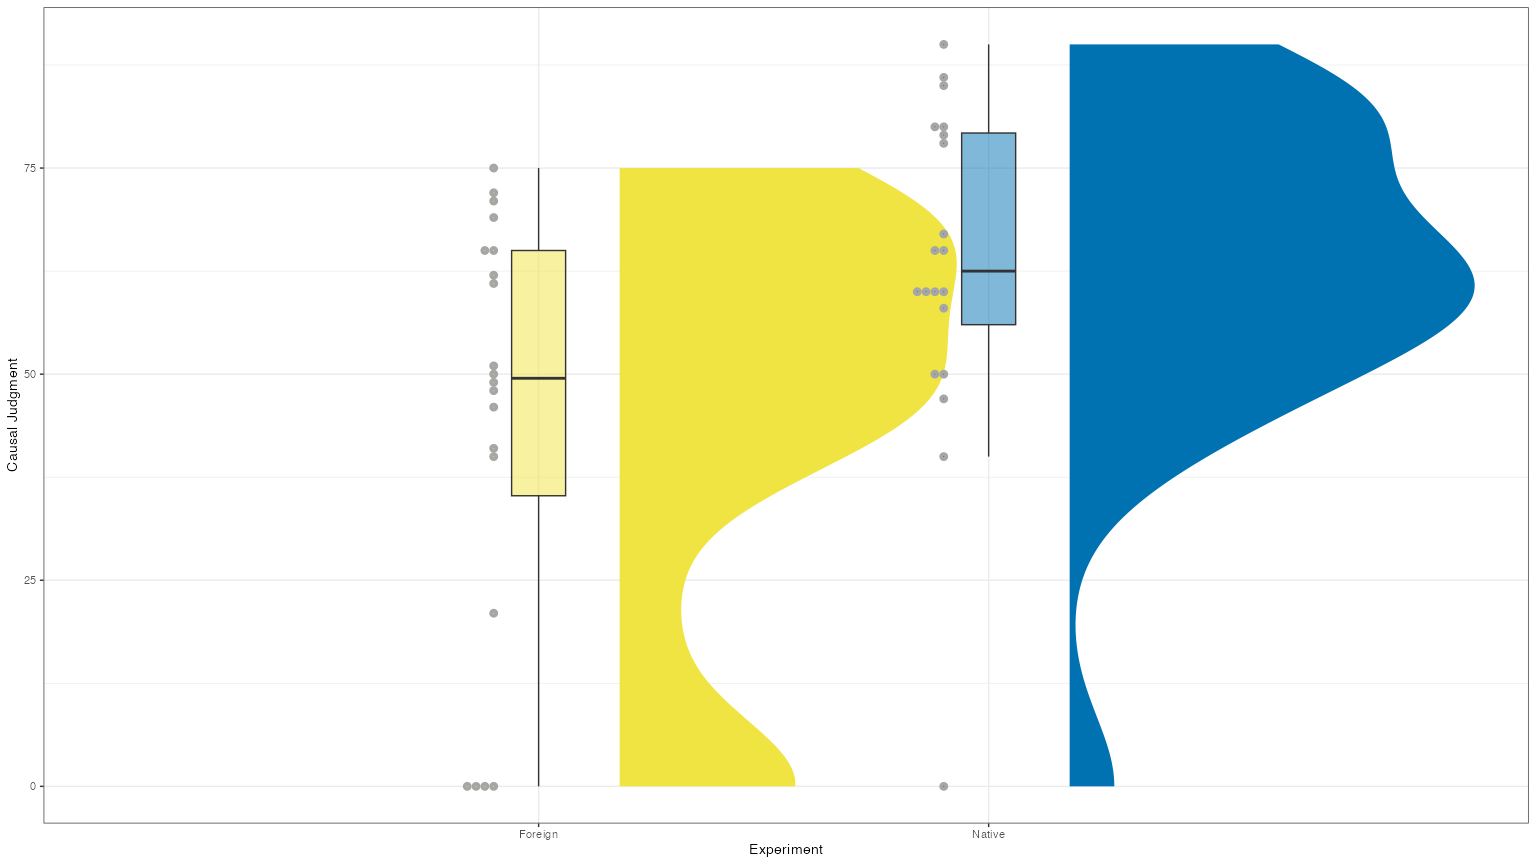 Causal Judgment
75
50
25
0
Foreign
Native
Experiment